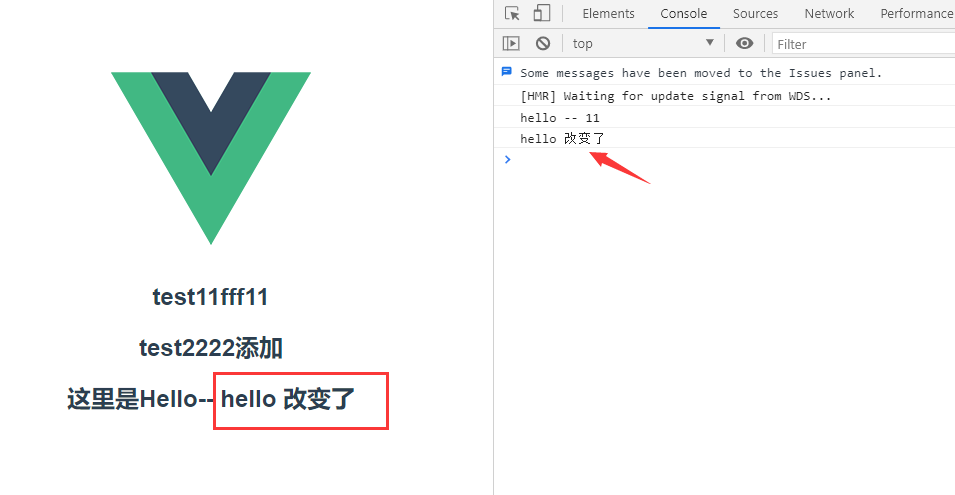 Elements Console Sources Network Performance
top Filter
Some messages have been moved to the Issues panel.
[HMR] Waiting for update signal from WDS...
hello -- 11
hello 改变了
test11fff11
test2222添加
这里是Hello-- hello 改变了